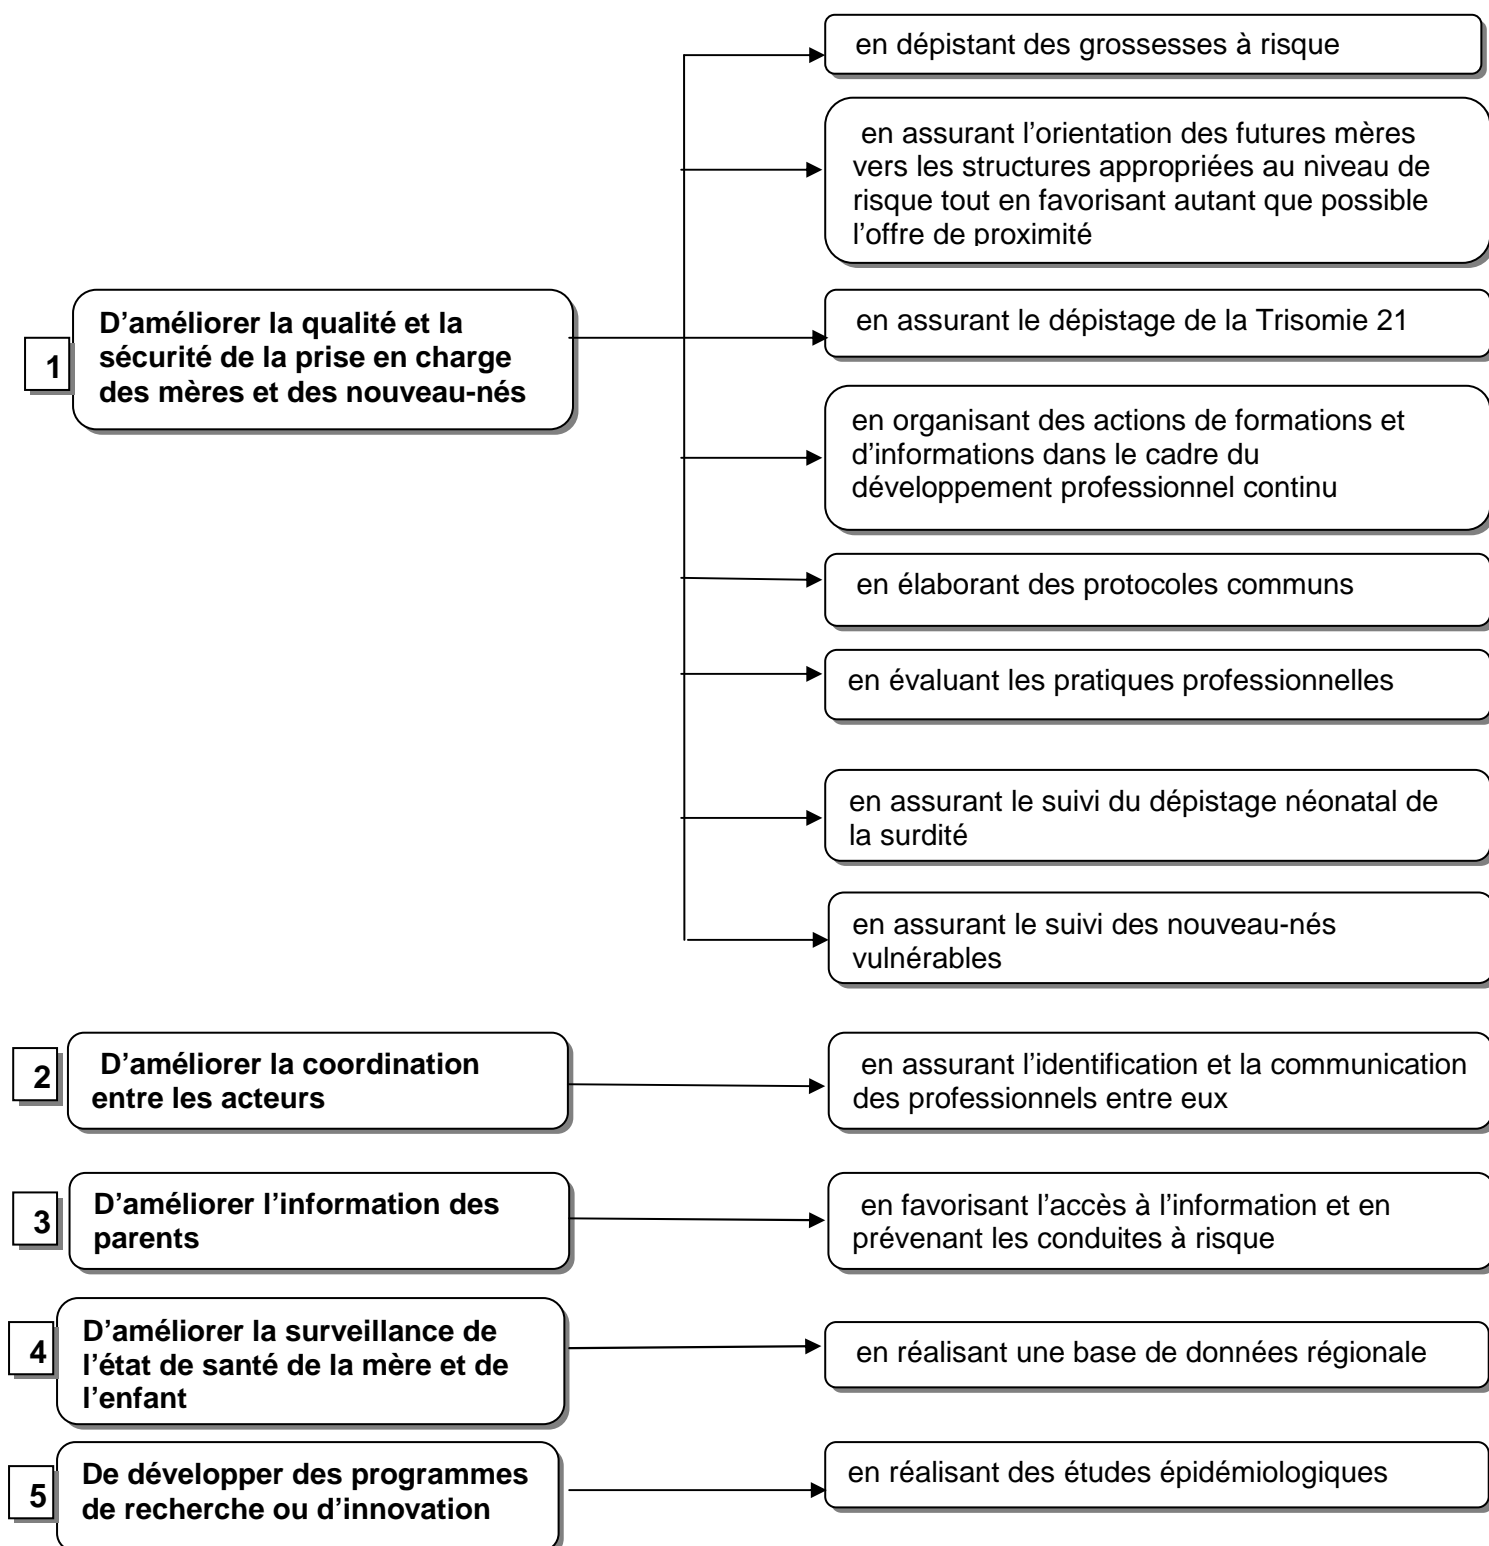 en dépistant des grossesses à risque
en assurant l’orientation des futures mères
vers les structures appropriées au niveau de
risque tout en favorisant autant que possible
l’offre de proximité
1
D’améliorer la qualité et la
sécurité de la prise en charge
des mères et des nouveau-nés
en assurant le dépistage de la Trisomie 21
en organisant des actions de formations et
d’informations dans le cadre du
développement professionnel continu
en élaborant des protocoles communs
en évaluant les pratiques professionnelles
en assurant le suivi du dépistage néonatal de
la surdité
en assurant le suivi des nouveau-nés
vulnérables
2
D’améliorer la coordination
entre les acteurs
en assurant l’identification et la communication
des professionnels entre eux
3
D’améliorer l’information des
parents
en favorisant l’accès à l’information et en
prévenant les conduites à risque
4
D’améliorer la surveillance de
l’état de santé de la mère et de
l’enfant
en réalisant une base de données régionale
5
De développer des programmes
de recherche ou d’innovation
en réalisant des études épidémiologiques